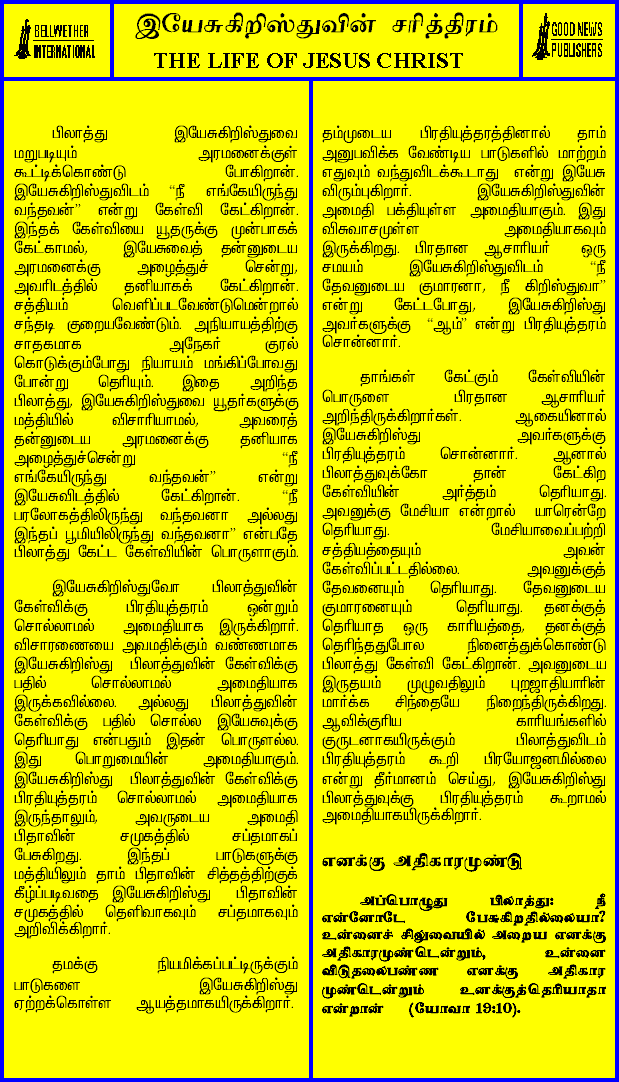 BELLWETHER
INTERNATIONAL
இயேசுகிறிஸ்துவின் சரித்திரம்
THE LIFE OF JESUS CHRIST
GOOD NEWS
PUBLISHERS
பிலாத்து இயேசுகிறிஸ்துவை
மறுபடியும் அரமனைக்குள்
கூட்டிக்கொண்டு போகிறான்.
இயேசுகிறிஸ்துவிடம் “நீ எங்கேயிருந்து
வந்தவன்” என்று கேள்வி கேட்கிறான்.
இந்தக் கேள்வியை யூதருக்கு முன்பாகக்
கேட்காமல், இயேசுவைத் தன்னுடைய
அரமனைக்கு அழைத்துச் சென்று,
அவரிடத்தில் தனியாகக் கேட்கிறான்.
சத்தியம் வெளிப்படவேண்டுமென்றால்
சந்தடி குறையவேண்டும். அநியாயத்திற்கு
சாதகமாக அநேகர் குரல்
கொடுக்கும்போது நியாயம் மங்கிப்போவது
போன்று தெரியும். இதை அறிந்த
பிலாத்து, இயேசுகிறிஸ்துவை யூதர்களுக்கு
மத்தியில் விசாரியாமல், அவரைத்
தன்னுடைய அரமனைக்கு தனியாக
அழைத்துச்சென்று “நீ
எங்கேயிருந்து வந்தவன்” என்று
இயேசுவிடத்தில் கேட்கிறான். “நீ
பரலோகத்திலிருந்து வந்தவனா அல்லது
இந்தப் பூமியிலிருந்து வந்தவனா” என்பதே
பிலாத்து கேட்ட கேள்வியின் பொருளாகும்.
இயேசுகிறிஸ்துவோ பிலாத்துவின்
கேள்விக்கு பிரதியுத்தரம் ஒன்றும்
சொல்லாமல் அமைதியாக இருக்கிறார்.
விசாரணையை அவமதிக்கும் வண்ணமாக
இயேசுகிறிஸ்து பிலாத்துவின் கேள்விக்கு
பதில் சொல்லாமல் அமைதியாக
இருக்கவில்லை. அல்லது பிலாத்துவின்
கேள்விக்கு பதில் சொல்ல இயேசுவுக்கு
தெரியாது என்பதும் இதன் பொருளல்ல.
இது பொறுமையின் அமைதியாகும்.
இயேசுகிறிஸ்து பிலாத்துவின் கேள்விக்கு
பிரதியுத்தரம் சொல்லாமல் அமைதியாக
இருந்தாலும், அவருடைய அமைதி
பிதாவின் சமுகத்தில் சப்தமாகப்
பேசுகிறது. இந்தப் பாடுகளுக்கு
மத்தியிலும் தாம் பிதாவின் சித்தத்திற்குக்
கீழ்ப்படிவதை இயேசுகிறிஸ்து பிதாவின்
சமுகத்தில் தெளிவாகவும் சப்தமாகவும்
அறிவிக்கிறார்.
தமக்கு நியமிக்கப்பட்டிருக்கும்
பாடுகளை இயேசுகிறிஸ்து
ஏற்றக்கொள்ள ஆயத்தமாகயிருக்கிறார்.
தம்முடைய பிரதியுத்தரத்தினால் தாம்
அனுபவிக்க வேண்டிய பாடுகளில் மாற்றம்
எதுவும் வந்துவிடக்கூடாது என்று இயேசு
விரும்புகிறார். இயேசுகிறிஸ்துவின்
அமைதி பக்தியுள்ள அமைதியாகும். இது
விசுவாசமுள்ள அமைதியாகவும்
இருக்கிறது. பிரதான ஆசாரியர் ஒரு
சமயம் இயேசுகிறிஸ்துவிடம் “நீ
தேவனுடைய குமாரனா, நீ கிறிஸ்துவா”
என்று கேட்டபோது, இயேசுகிறிஸ்து
அவர்களுக்கு “ஆம்” என்று பிரதியுத்தரம்
சொன்னார்.
தாங்கள் கேட்கும் கேள்வியின்
பொருளை பிரதான ஆசாரியர்
அறிந்திருக்கிறார்கள். ஆகையினால்
இயேசுகிறிஸ்து அவர்களுக்கு
பிரதியுத்தரம் சொன்னார். ஆனால்
பிலாத்துவுக்கோ தான் கேட்கிற
கேள்வியின் அர்த்தம் தெரியாது.
அவனுக்கு மேசியா என்றால் யாரென்றே
தெரியாது. மேசியாவைப்பற்றி
சத்தியத்தையும் அவன்
கேள்விப்பட்டதில்லை. அவனுக்குத்
தேவனையும் தெரியாது. தேவனுடைய
குமாரனையும் தெரியாது. தனக்குத்
தெரியாத ஒரு காரியத்தை, தனக்குத்
தெரிந்ததுபோல நினைத்துக்கொண்டு
பிலாத்து கேள்வி கேட்கிறான். அவனுடைய
இருதயம் முழுவதிலும் புறஜாதியாரின்
மார்க்க சிந்தையே நிறைந்திருக்கிறது.
ஆவிக்குரிய காரியங்களில்
குருடனாகயிருக்கும் பிலாத்துவிடம்
பிரதியுத்தரம் கூறி பிரயோஜனமில்லை
என்று தீர்மானம் செய்து, இயேசுகிறிஸ்து
பிலாத்துவுக்கு பிரதியுத்தரம் கூறாமல்
அமைதியாகயிருக்கிறார்.
எனக்கு அதிகாரமுண்டு
அப்பொழுது பிலாத்து: நீ
என்னோடே பேசுகிறதில்லையா?
உன்னைச் சிலுவையில் அறைய எனக்கு
அதிகாரமுண்டென்றும், உன்னை
விடுதலைபண்ண எனக்கு அதிகார
முண்டென்றும் உனக்குத்தெரியாதா
என்றான் (யோவா 19:10).